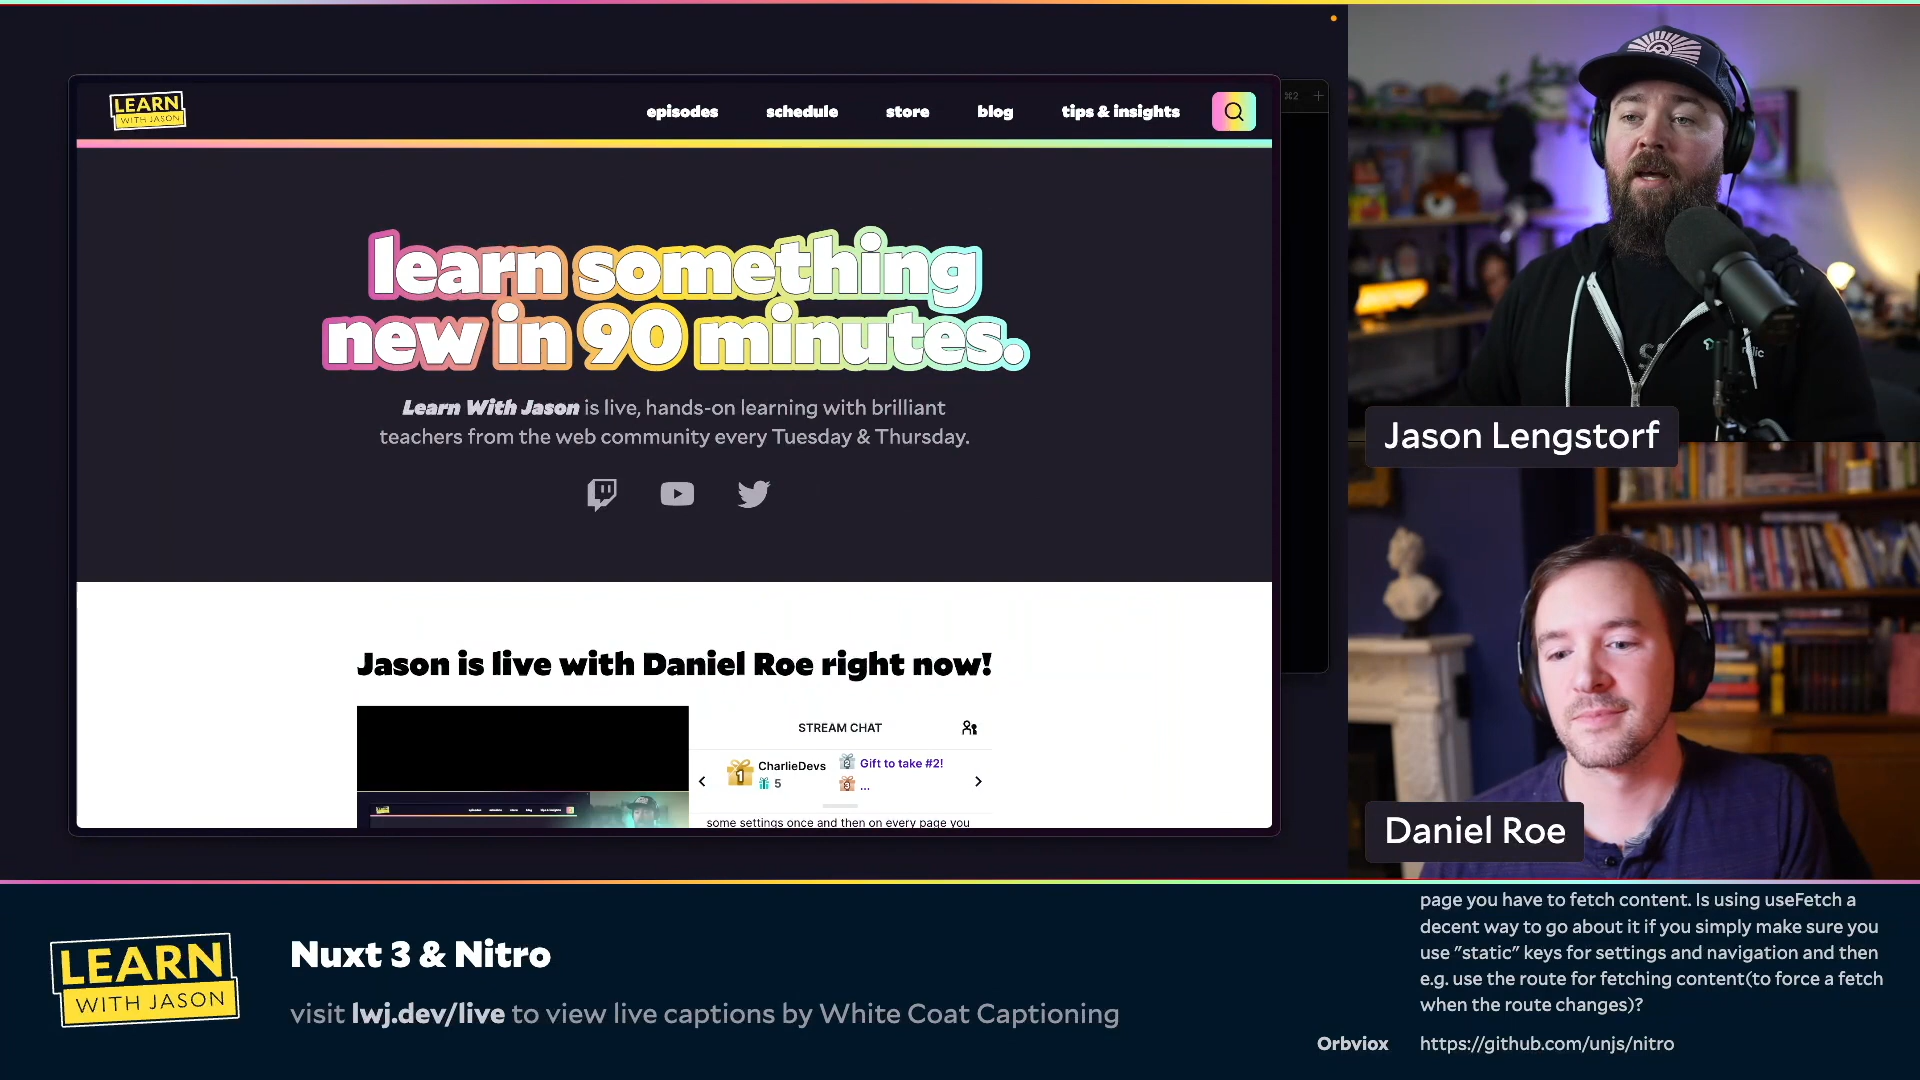 LEARN
WITH JASON
episodes
schedule
store
blog
tips & insights
⌘2
learn something
new in 90 minutes.
Learn With Jason is live, hands-on learning with brilliant
teachers from the web community every Tuesday & Thursday.
Jason is live with Daniel Roe right now!
STREAM CHAT
1
CharlieDevs
5
2
Gift to take #2!
3
...
some settings once and then on every page you
Jason Lengstorf
Daniel Roe
LEARN
WITH JASON
Nuxt 3 & Nitro
visit lwj.dev/live to view live captions by White Coat Captioning
page you have to fetch content. Is using useFetch a
decent way to go about it if you simply make sure you
use "static" keys for settings and navigation and then
e.g. use the route for fetching content(to force a fetch
when the route changes)?
Orbviox
https://github.com/unjs/nitro